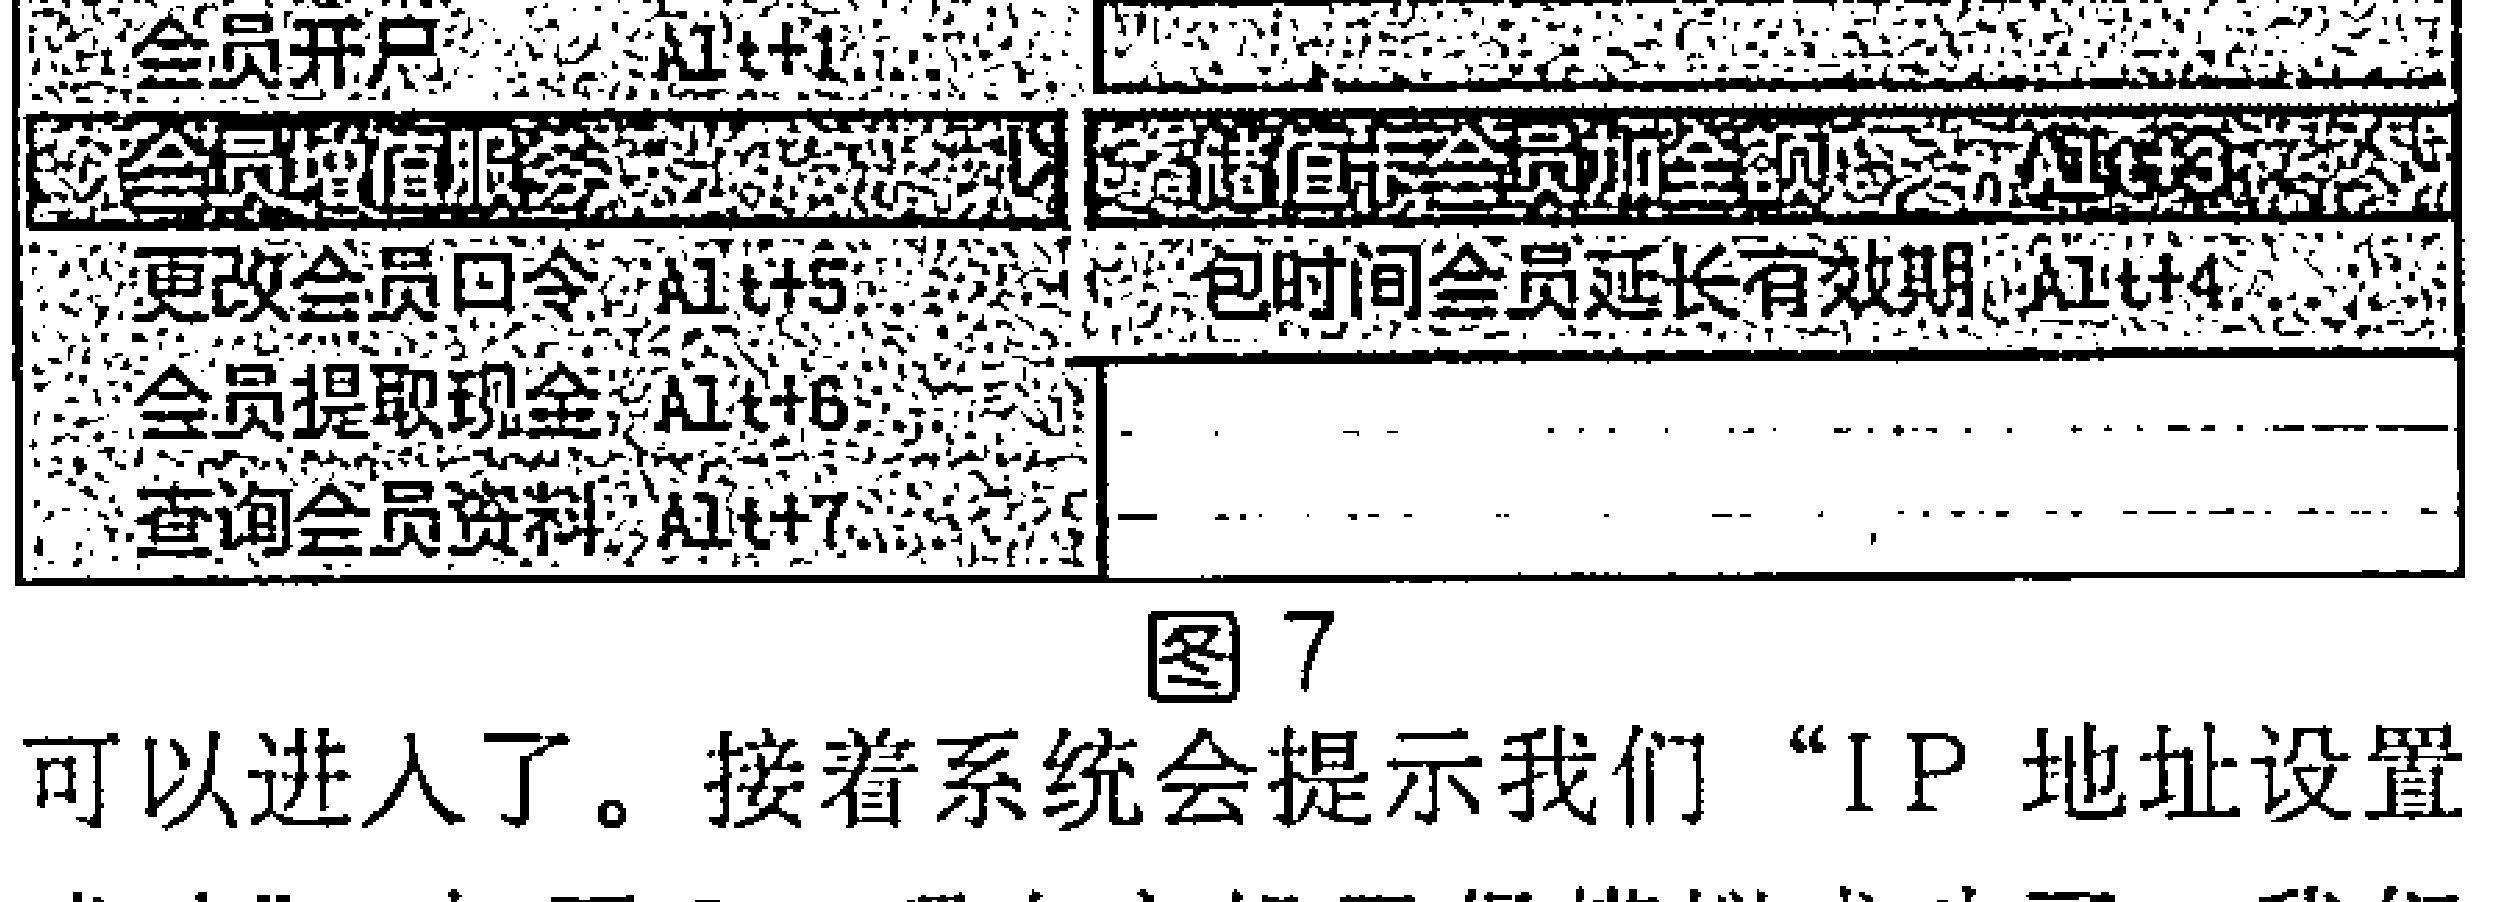 会员开户 Alt+1
会员增值服务 储值卡会员加金额 Alt+3
更改会员口令 Alt+5 包时间会员延长有效期 Alt+4
会员提取现金 Alt+6
查询会员资料 Alt+7
图 7
可以进入了。接着系统会提示我们 “IP 地址设置